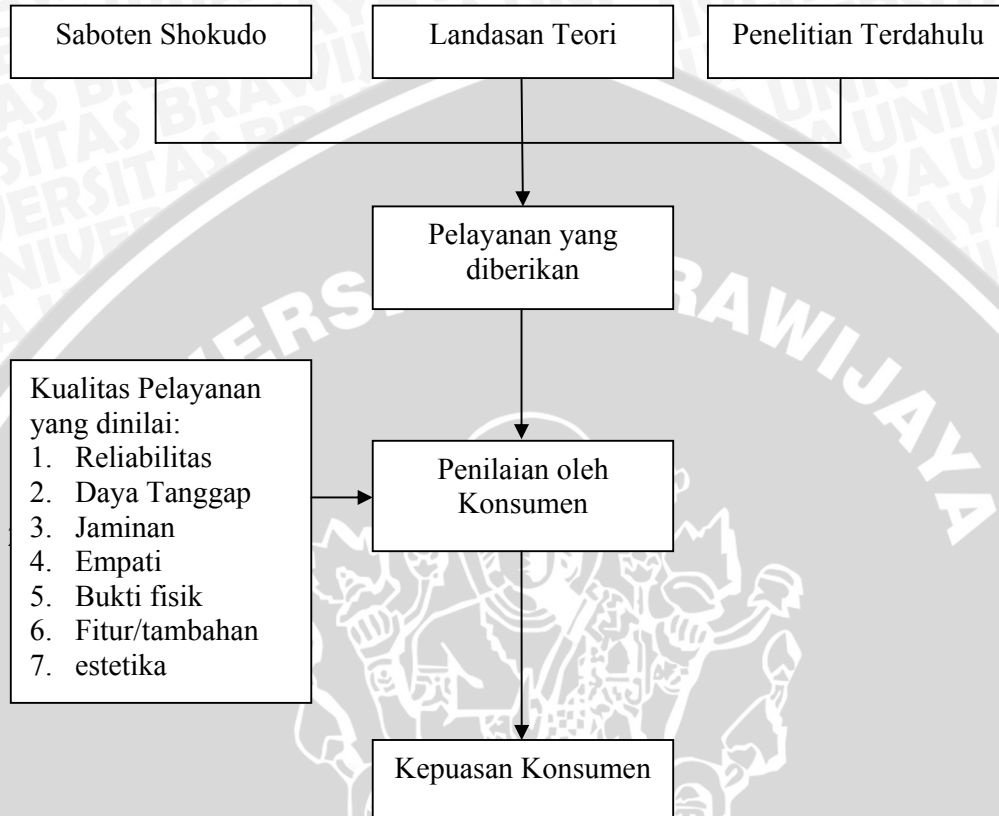 Saboten Shokudo
Landasan Teori
Penelitian Terdahulu
Pelayanan yang
diberikan
Kualitas Pelayanan
yang dinilai:
1. Reliabilitas
2. Daya Tanggap
3. Jaminan
4. Empati
5. Bukti fisik
6. Fitur/tambahan
7. estetika
Penilaian oleh
Konsumen
Kepuasan Konsumen